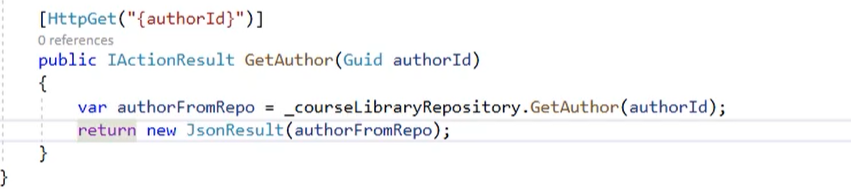 [HttpGet("{authorId}")]
0 references
public IActionResult GetAuthor(Guid authorId)
{
var authorFromRepo = _courseLibraryRepository.GetAuthor(authorId);
return new JsonResult(authorFromRepo);
}
}